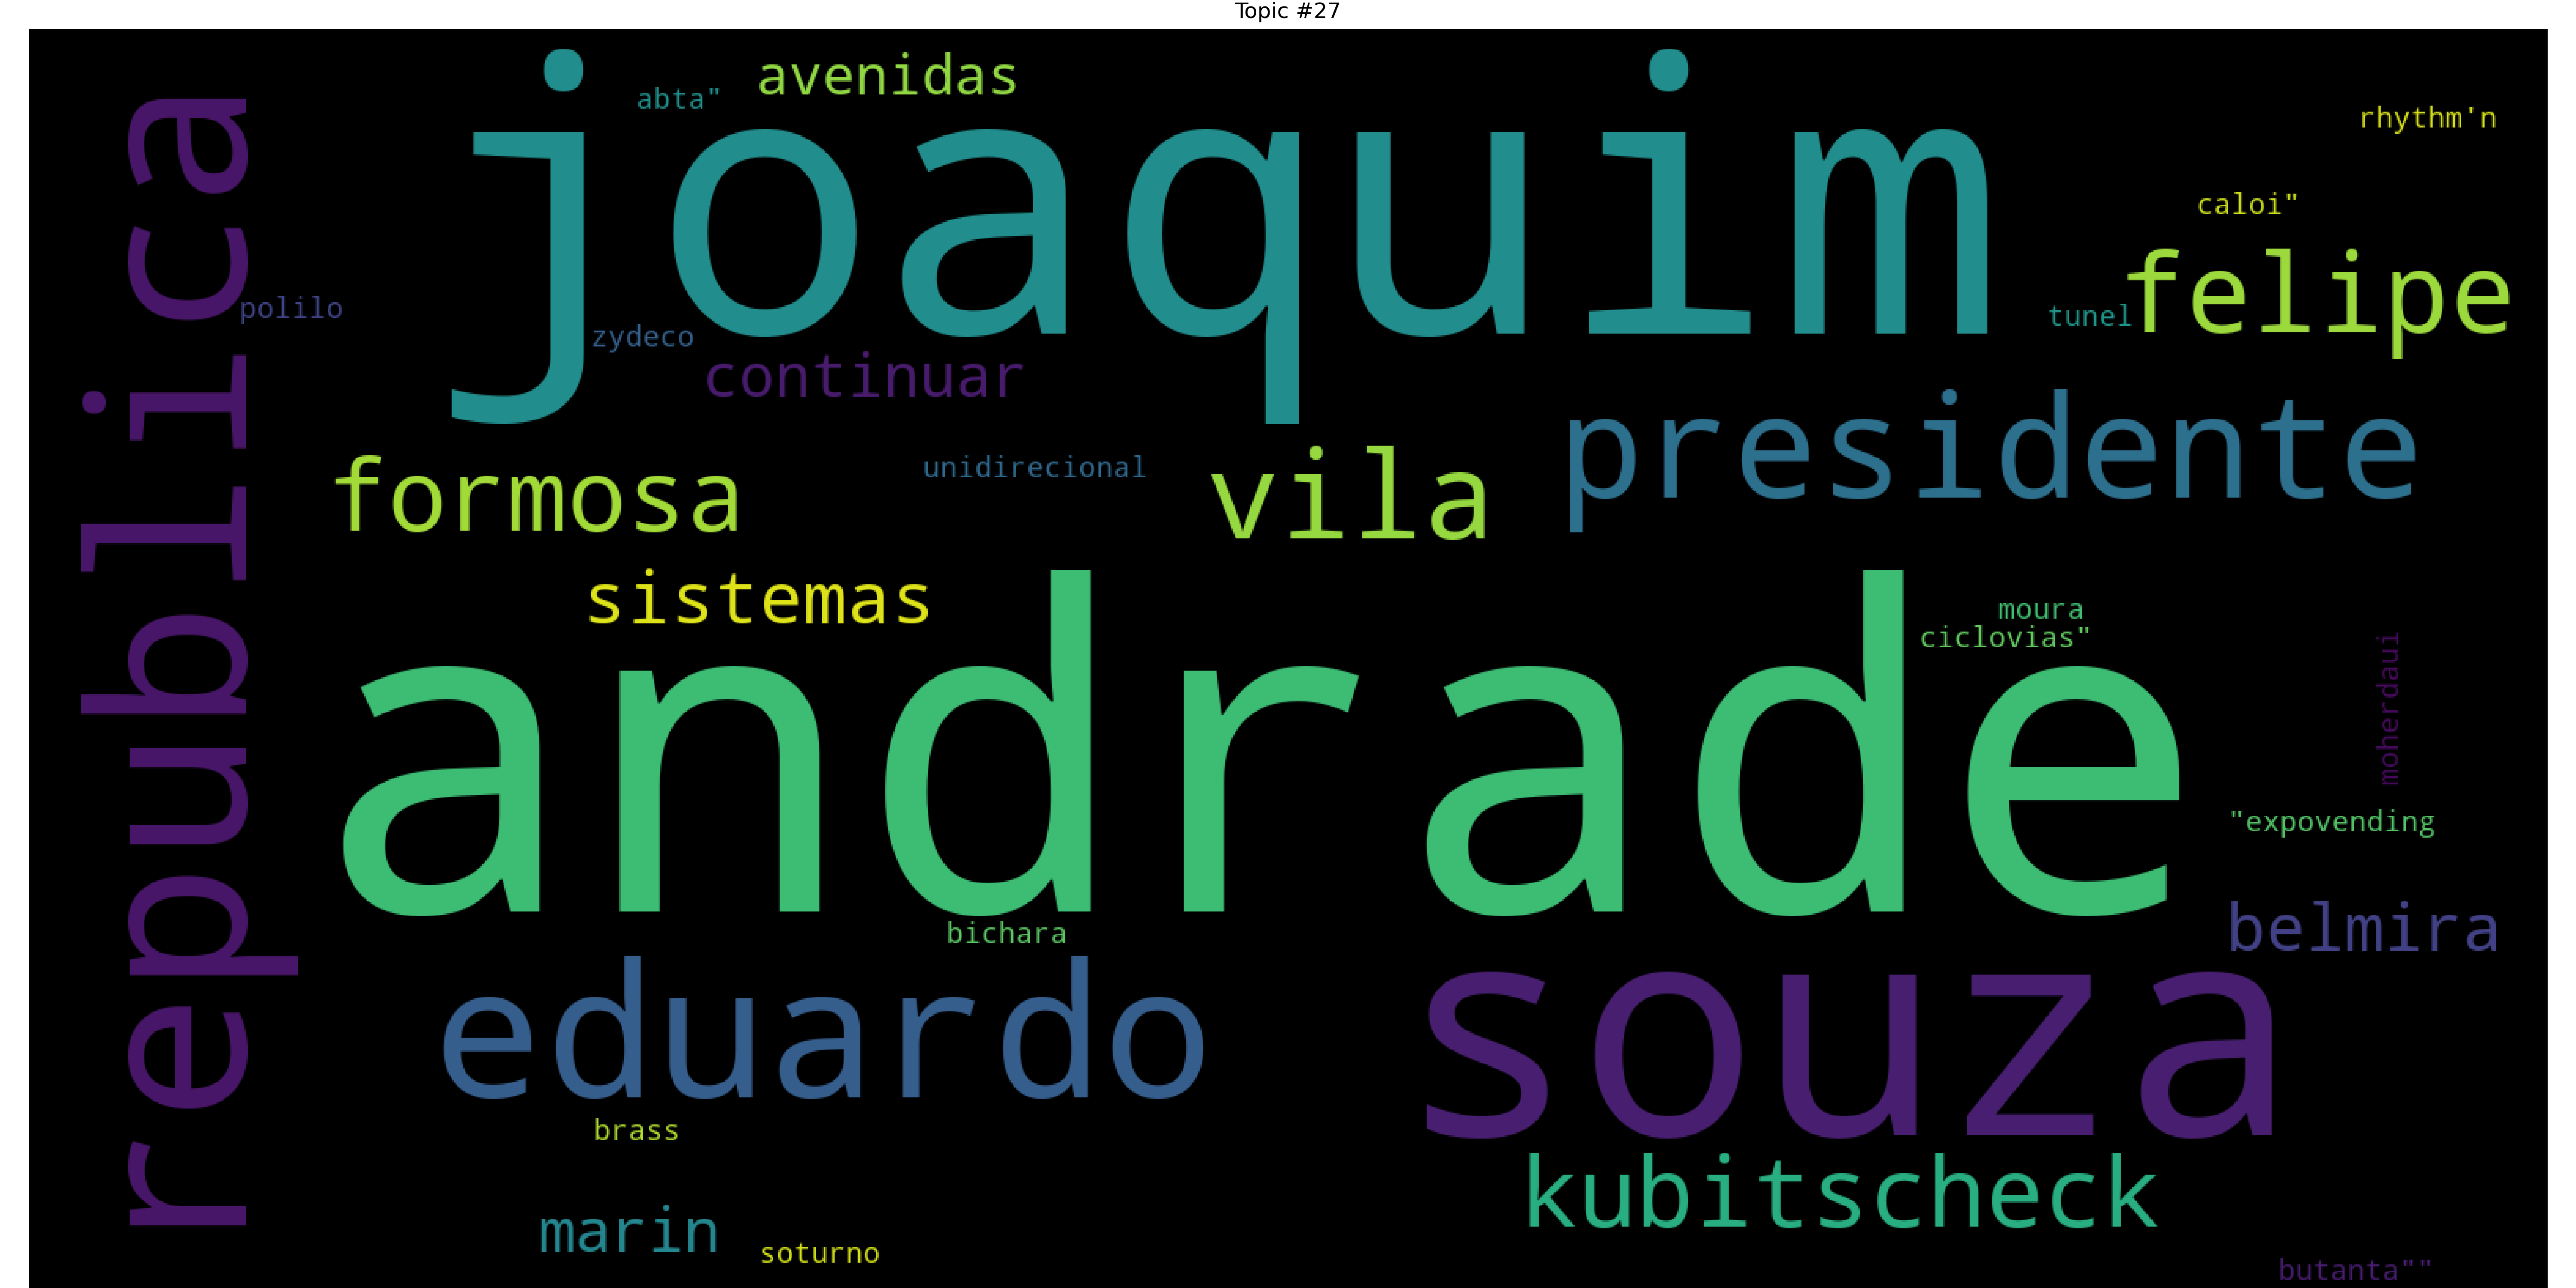 Topic #27
republica
joaquim
abta"
avenidas
rhythm'n
caloi"
felipe
tunel
polilo
zydeco
continuar
presidente
formosa
unidirecional
vila
sistemas
andrade
moura
ciclovias"
moherdaui
"expovending
bichara
belmira
eduardo
souza
brass
kubitscheck
marin
soturno
butanta""